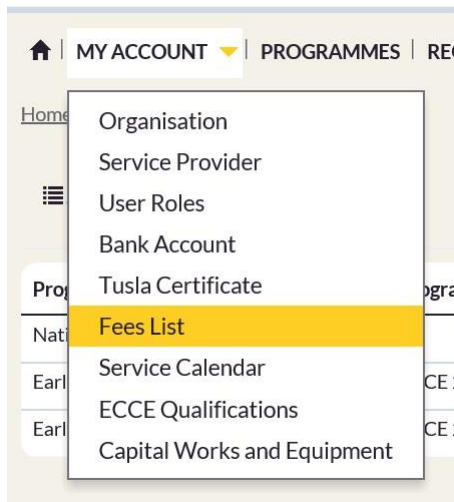 MY ACCOUNT PROGRAMMES
Home
Organisation
Service Provider
User Roles
Bank Account
Tusla Certificate
Fees List
Service Calendar
ECCE Qualifications
Capital Works and Equipment